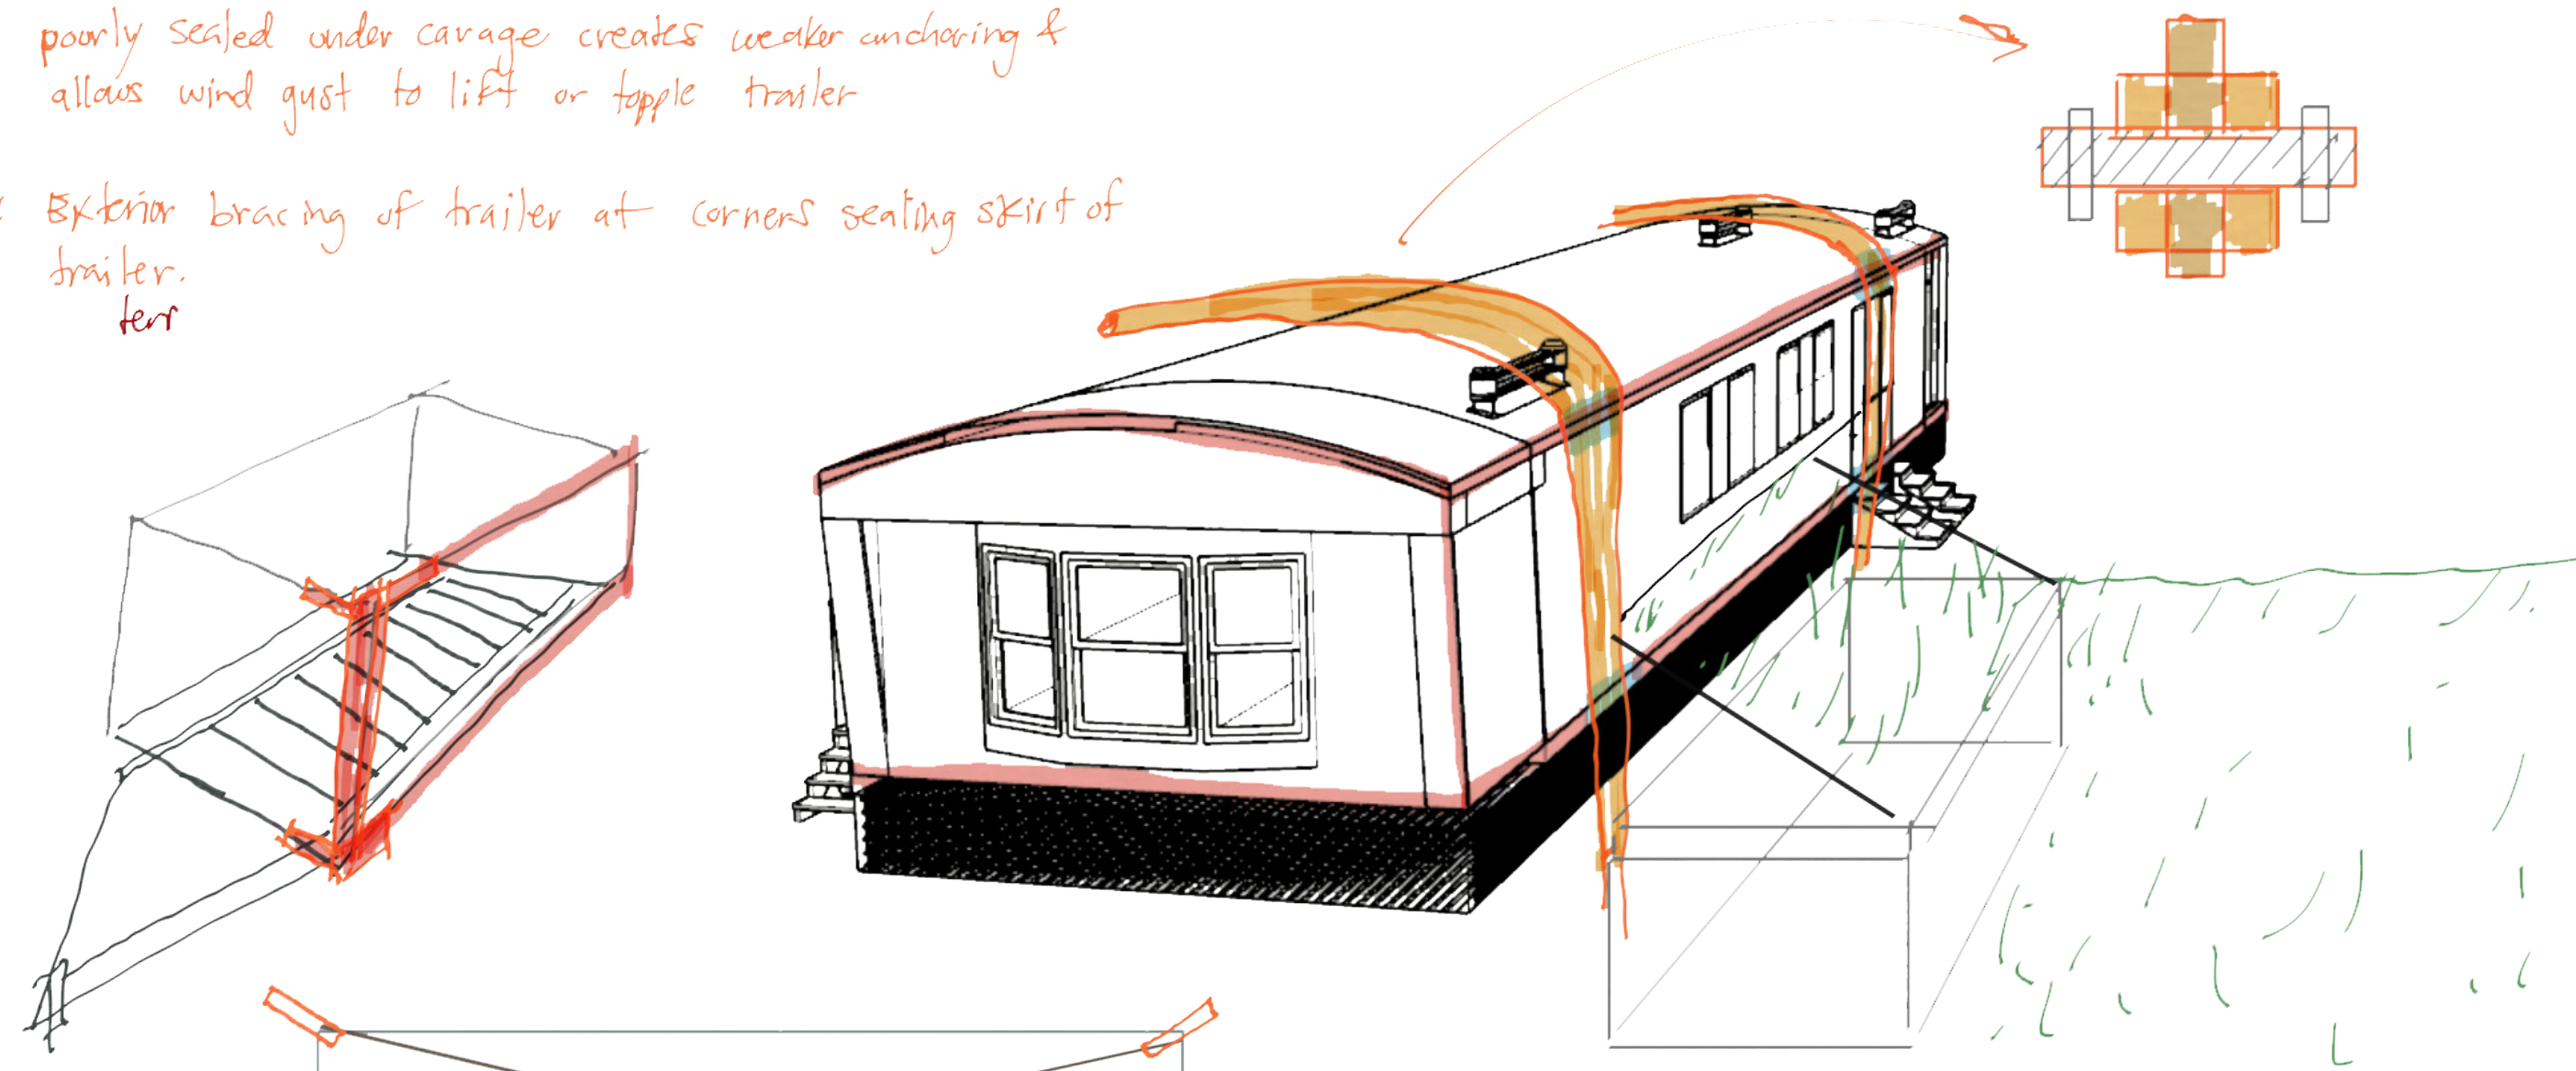 poorly sealed under carage creates weaker anchoring &
allows wind gust to lift or topple trailer
Exterior bracing of trailer at corners sealing skirt of
trailer.
terr